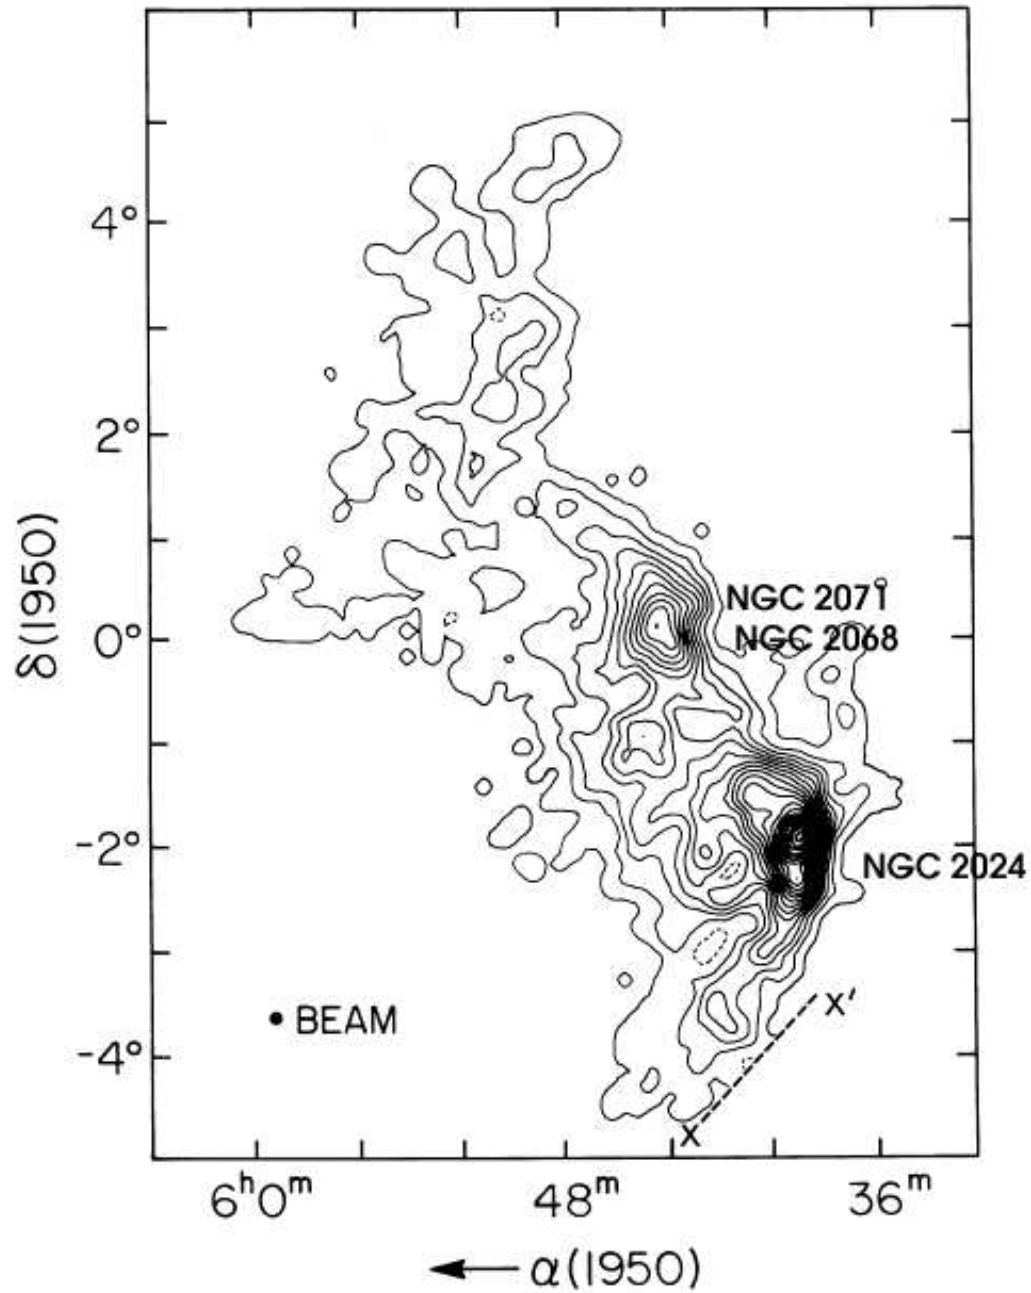 4°
2°
0°
-2°
-4°
δ(1950)
NGC 2071
NGC 2068
NGC 2024
X'
X
BEAM
6ʰ0ᵐ
48ᵐ
36ᵐ
← α(1950)